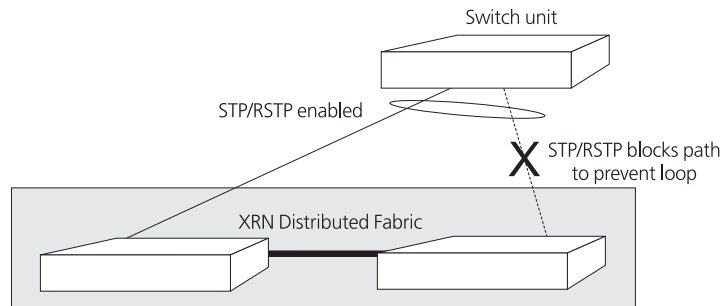 Switch unit
STP/RSTP enabled
STP/RSTP blocks path
to prevent loop
XRN Distributed Fabric